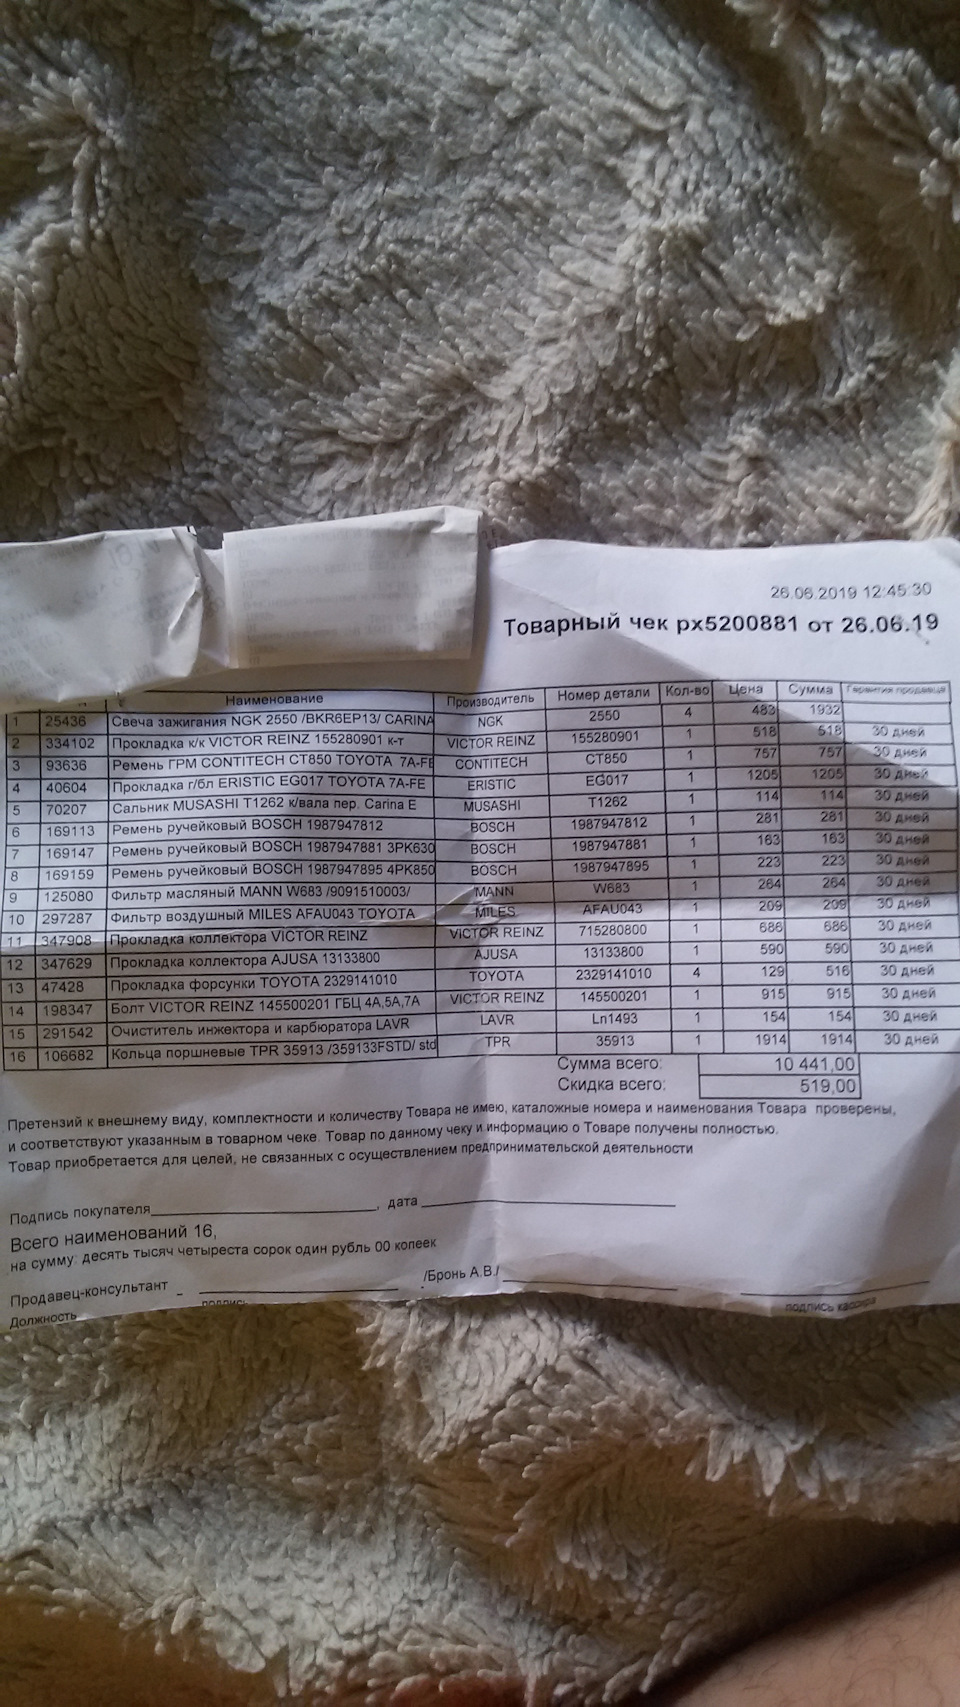 26.06.2019 12:45:30
Товарный чек рх5200881 от 26.06.19
Наименование Производитель Номер детали Кол-во Цена Сумма Гарантия продавца
1 25436 Свеча зажигания NGK 2550 /BKR6EP13/ CARINA NGK 2550 4 483 1932
2 334102 Прокладка к/к VICTOR REINZ 155280901 к-т VICTOR REINZ 155280901 1 518 518 30 дней
3 93636 Ремень ГРМ CONTITECH CT850 TOYOTA 7A-FE CONTITECH CT850 1 757 757 30 дней
4 40604 Прокладка г/бл ERISTIC EG017 TOYOTA 7A-FE ERISTIC EG017 1 1205 1205 30 дней
5 70207 Сальник MUSASHI T1262 к/вала пер. Carina E MUSASHI T1262 1 114 114 30 дней
6 169113 Ремень ручейковый BOSCH 1987947812 BOSCH 1987947812 1 281 281 30 дней
7 169147 Ремень ручейковый BOSCH 1987947881 3PK630 BOSCH 1987947881 1 163 163 30 дней
8 169159 Ремень ручейковый BOSCH 1987947895 4PK850 BOSCH 1987947895 1 223 223 30 дней
9 125080 Фильтр масляный MANN W683 /9091510003/ MANN W683 1 264 264 30 дней
10 297287 Фильтр воздушный MILES AFAU043 TOYOTA MILES AFAU043 1 209 209 30 дней
11 347908 Прокладка коллектора VICTOR REINZ VICTOR REINZ 715280800 1 686 686 30 дней
12 347629 Прокладка коллектора AJUSA 13133800 AJUSA 13133800 1 590 590 30 дней
13 47428 Прокладка форсунки TOYOTA 2329141010 TOYOTA 2329141010 4 129 516 30 дней
14 198347 Болт VICTOR REINZ 145500201 ГБЦ 4A,5A,7A VICTOR REINZ 145500201 1 915 915 30 дней
15 291542 Очиститель инжектора и карбюратора LAVR LAVR Ln1493 1 154 154 30 дней
16 106682 Кольца поршневые TPR 35913 /359133FSTD/ std TPR 35913 1 1914 1914 30 дней
Сумма всего: 10 441,00
Скидка всего: 519,00
Претензий к внешнему виду, комплектности и количеству Товара не имею, каталожные номера и наименования Товара проверены,
и соответствуют указанным в товарном чеке. Товар по данному чеку и информацию о Товаре получены полностью.
Товар приобретается для целей, не связанных с осуществлением предпринимательской деятельности
Подпись покупателя____________________, дата____________________
Всего наименований 16,
на сумму: десять тысяч четыреста сорок один рубль 00 копеек
Продавец-консультант /Бронь А.В./
Должность подпись подпись кассира